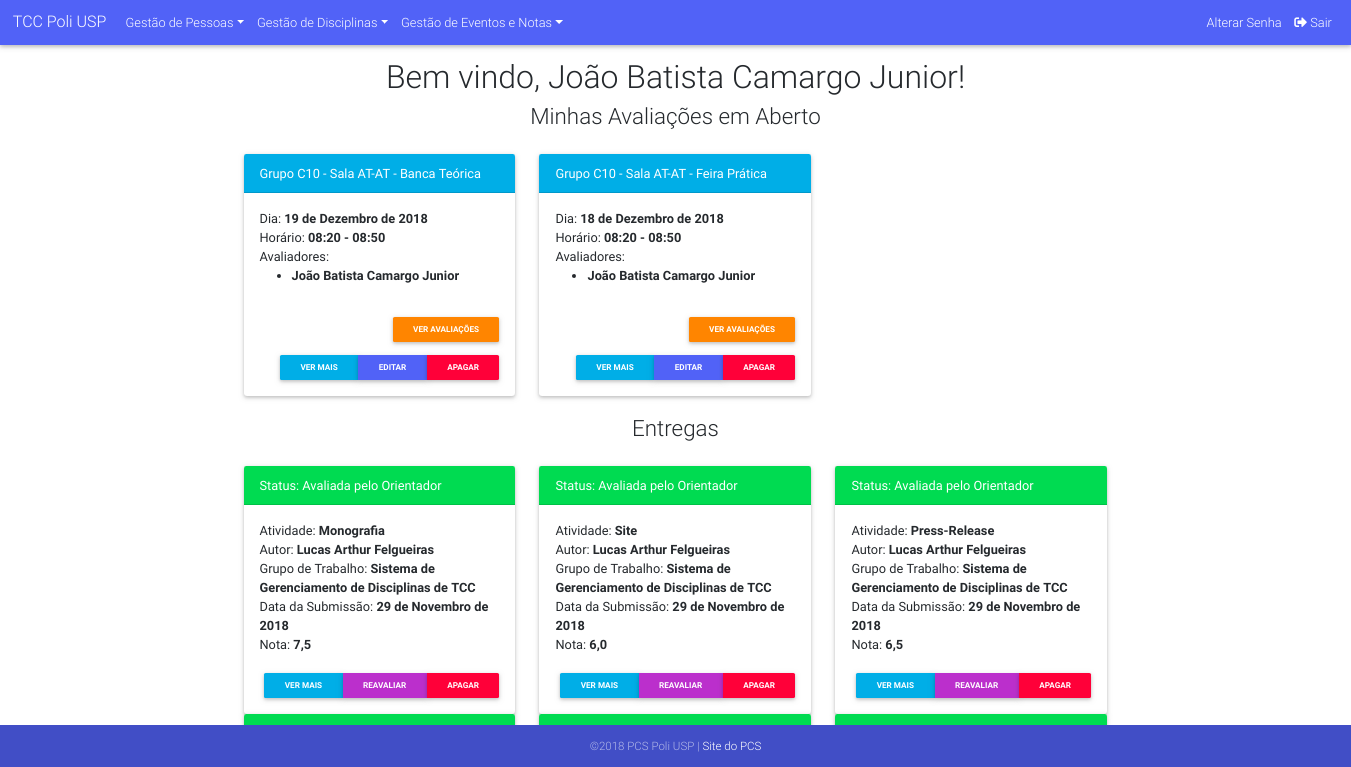 TCC Poli USP Gestão de Pessoas Gestão de Disciplinas Gestão de Eventos e Notas Alterar Senha Sair
Bem vindo, João Batista Camargo Junior!
Minhas Avaliações em Aberto
Grupo C10 - Sala AT-AT - Banca Teórica
Dia: 19 de Dezembro de 2018
Horário: 08:20 - 08:50
Avaliadores:
• João Batista Camargo Junior
VER AVALIAÇÕES
VER MAIS EDITAR APAGAR
Grupo C10 - Sala AT-AT - Feira Prática
Dia: 18 de Dezembro de 2018
Horário: 08:20 - 08:50
Avaliadores:
• João Batista Camargo Junior
VER AVALIAÇÕES
VER MAIS EDITAR APAGAR
Entregas
Status: Avaliada pelo Orientador
Atividade: Monografia
Autor: Lucas Arthur Felgueiras
Grupo de Trabalho: Sistema de
Gerenciamento de Disciplinas de TCC
Data da Submissão: 29 de Novembro de
2018
Nota: 7,5
VER MAIS REAVALIAR APAGAR
Status: Avaliada pelo Orientador
Atividade: Site
Autor: Lucas Arthur Felgueiras
Grupo de Trabalho: Sistema de
Gerenciamento de Disciplinas de TCC
Data da Submissão: 29 de Novembro de
2018
Nota: 6,0
VER MAIS REAVALIAR APAGAR
Status: Avaliada pelo Orientador
Atividade: Press-Release
Autor: Lucas Arthur Felgueiras
Grupo de Trabalho: Sistema de
Gerenciamento de Disciplinas de TCC
Data da Submissão: 29 de Novembro de
2018
Nota: 6,5
VER MAIS REAVALIAR APAGAR
©2018 PCS Poli USP | Site do PCS